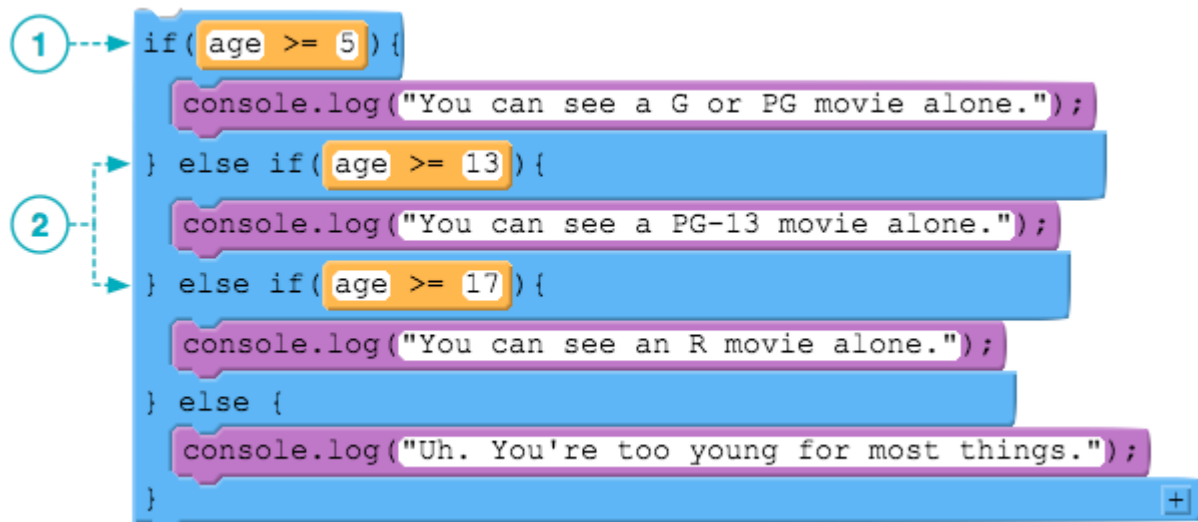 1 if(age >= 5){
console.log("You can see a G or PG movie alone.");
} else if(age >= 13){
2 console.log("You can see a PG-13 movie alone.");
} else if(age >= 17){
console.log("You can see an R movie alone.");
} else {
console.log("Uh. You're too young for most things.");
} +